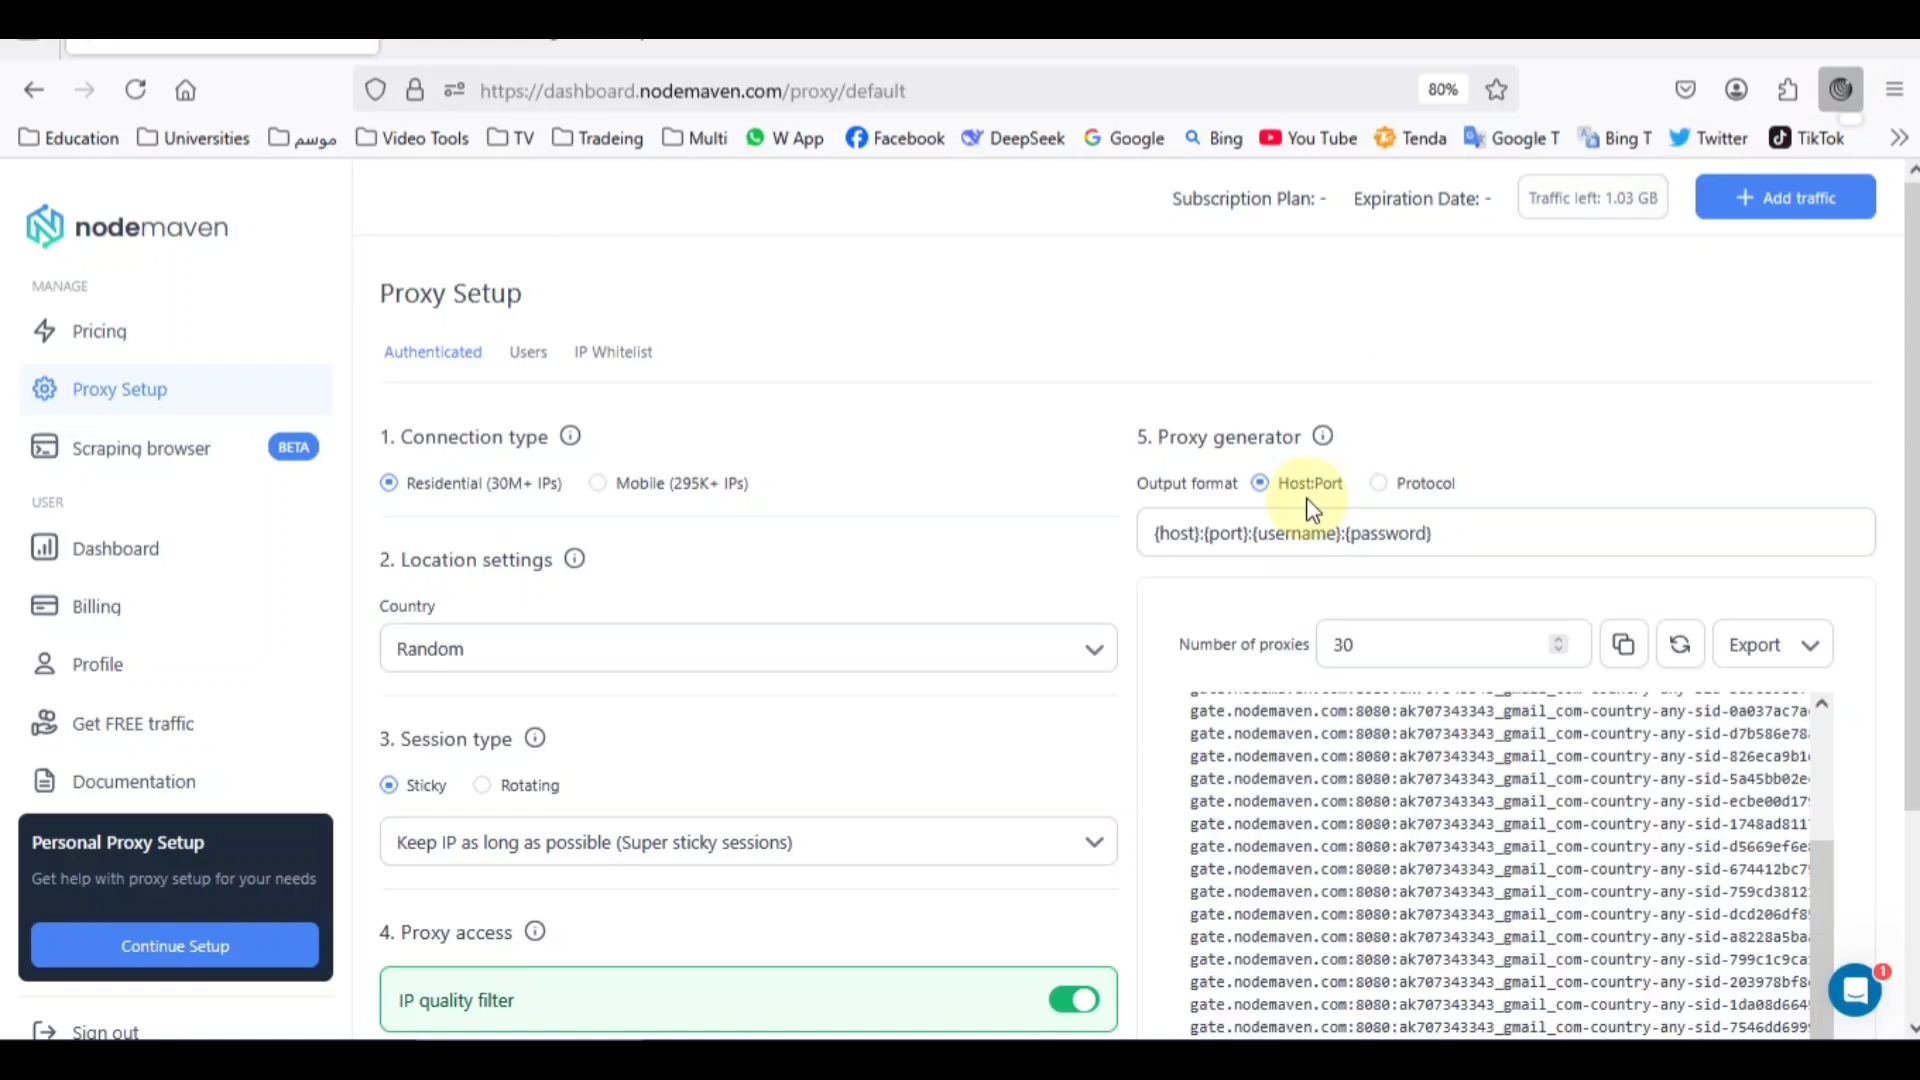 https://dashboard.nodemaven.com/proxy/default
80%
Education
Universities
موسم
Video Tools
TV
Tradeing
Multi
W App
Facebook
DeepSeek
Google
Bing
You Tube
Tenda
Google T
Bing T
Twitter
TikTok
Subscription Plan: -
Expiration Date: -
Traffic left: 1.03 GB
+ Add traffic
nodemaven
MANAGE
Pricing
Proxy Setup
Scraping browser
BETA
USER
Dashboard
Billing
Profile
Get FREE traffic
Documentation
Personal Proxy Setup
Get help with proxy setup for your needs
Continue Setup
Sign out
Proxy Setup
Authenticated
Users
IP Whitelist
1. Connection type
Residential (30M+ IPs)
Mobile (295K+ IPs)
2. Location settings
Country
Random
3. Session type
Sticky
Rotating
Keep IP as long as possible (Super sticky sessions)
4. Proxy access
IP quality filter
5. Proxy generator
Output format
Host:Port
Protocol
{host}:{port}:{username}:{password}
Number of proxies
30
Export
gate.nodemaven.com:8080:ak707343343_gmail_com-country-any-sid-0a037ac7a
gate.nodemaven.com:8080:ak707343343_gmail_com-country-any-sid-d7b586e78
gate.nodemaven.com:8080:ak707343343_gmail_com-country-any-sid-826eca9b1
gate.nodemaven.com:8080:ak707343343_gmail_com-country-any-sid-5a45bb02e
gate.nodemaven.com:8080:ak707343343_gmail_com-country-any-sid-ecbe00d17
gate.nodemaven.com:8080:ak707343343_gmail_com-country-any-sid-1748ad811
gate.nodemaven.com:8080:ak707343343_gmail_com-country-any-sid-d5669ef6e
gate.nodemaven.com:8080:ak707343343_gmail_com-country-any-sid-674412bc7
gate.nodemaven.com:8080:ak707343343_gmail_com-country-any-sid-759cd3812
gate.nodemaven.com:8080:ak707343343_gmail_com-country-any-sid-dcd206df8
gate.nodemaven.com:8080:ak707343343_gmail_com-country-any-sid-a8228a5ba
gate.nodemaven.com:8080:ak707343343_gmail_com-country-any-sid-799c1c9ca
gate.nodemaven.com:8080:ak707343343_gmail_com-country-any-sid-203978bf8
gate.nodemaven.com:8080:ak707343343_gmail_com-country-any-sid-1da08d664
gate.nodemaven.com:8080:ak707343343_gmail_com-country-any-sid-7546dd699
1